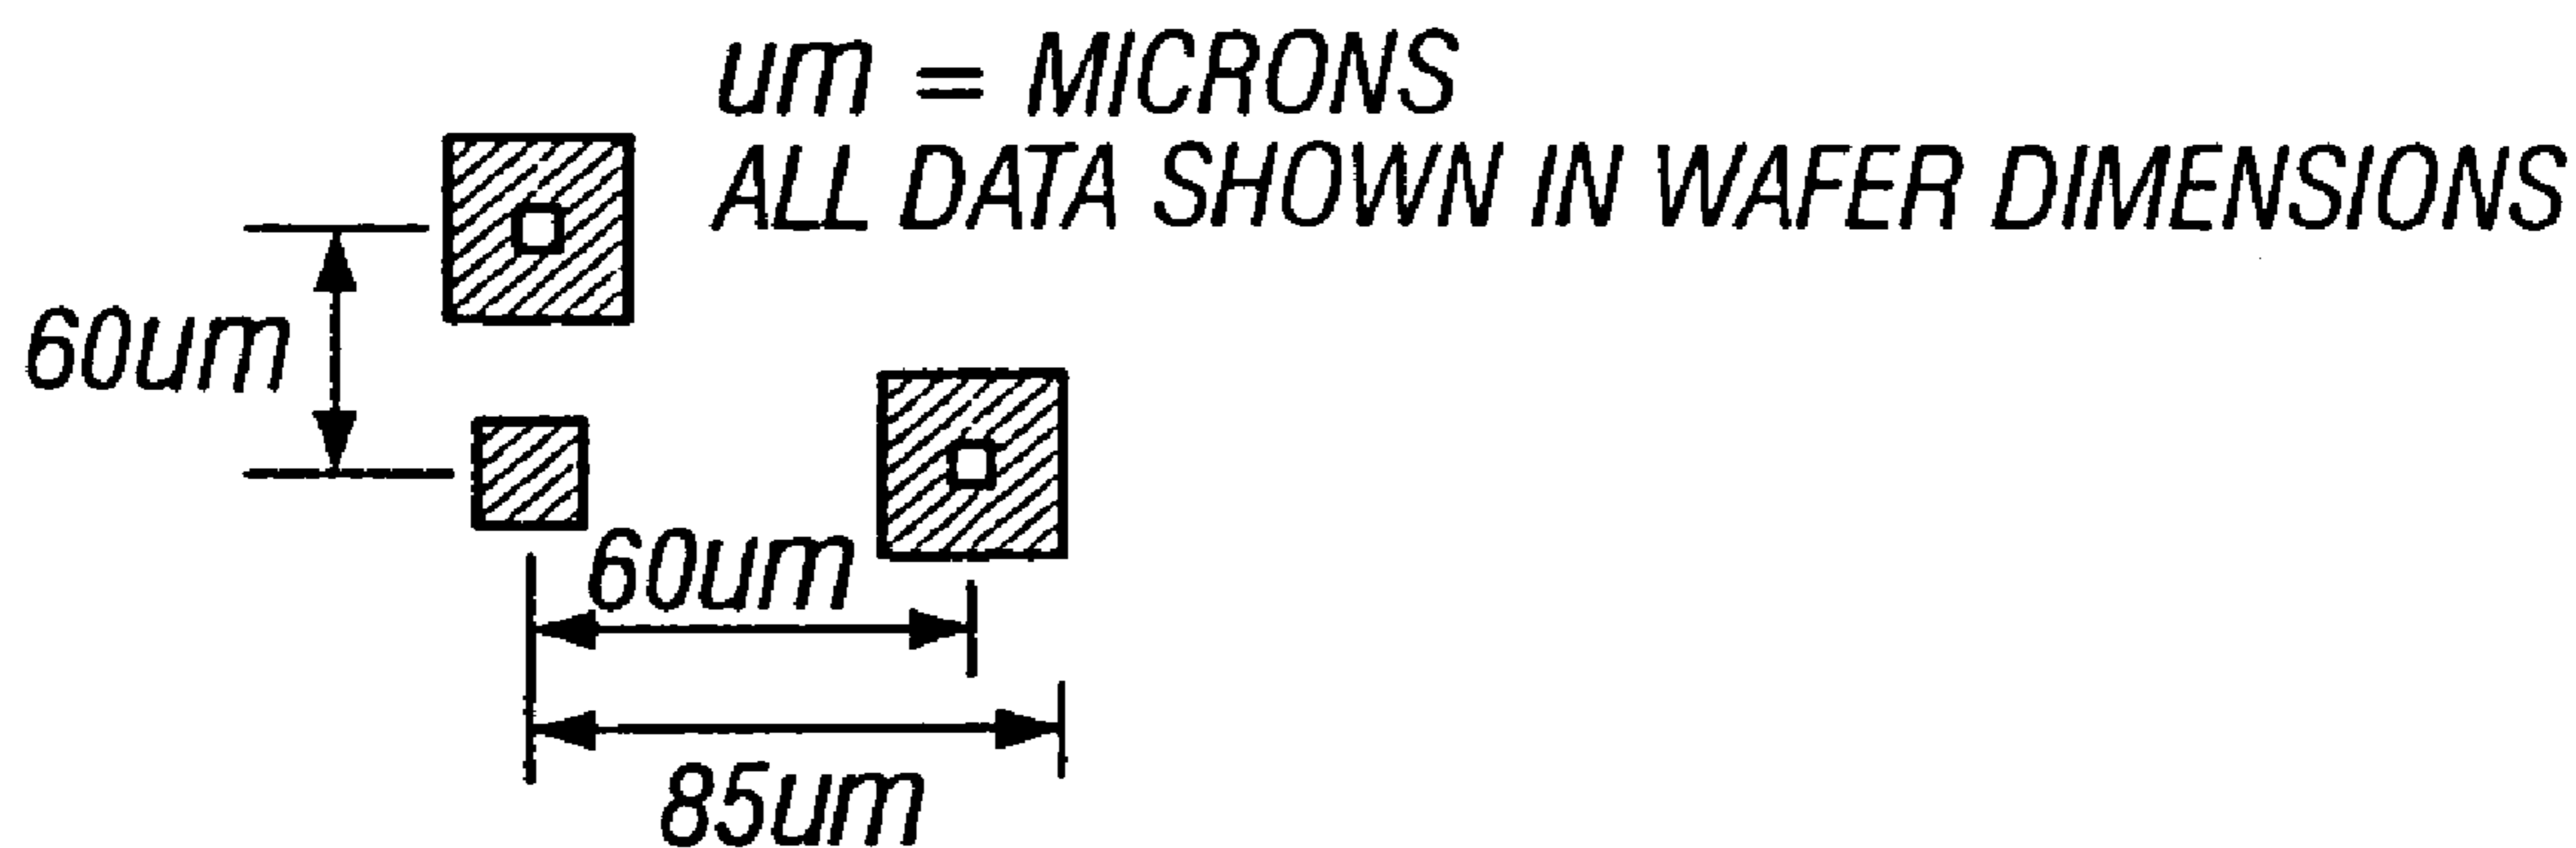 um = MICRONS
ALL DATA SHOWN IN WAFER DIMENSIONS
60um
60um
85um